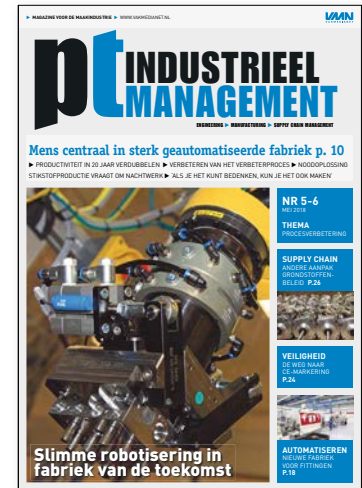 ► MAGAZINE VOOR DE MAAKINDUSTRIE ► WWW.VAKMEDIANET.NL
VMN
pt INDUSTRIEEL
MANAGEMENT
ENGINEERING ► MANUFACTURING ► SUPPLY CHAIN MANAGEMENT
Mens centraal in sterk geautomatiseerde fabriek p. 10
► PRODUCTIVITEIT IN 20 JAAR VERDUBBELEN ► VERBETEREN VAN HET VERBETERPROCES ► NOODOPLOSSING
STIKSTOFPRODUCTIE VRAAGT OM NACHTWERK ► 'ALS JE HET KUNT BEDENKEN, KUN JE HET OOK MAKEN'
NR 5-6
MEI 2018
THEMA
PROCESVERBETERING
SUPPLY CHAIN
ANDERE AANPAK
GRONDSTOFFEN-
BELEID P.26
VEILIGHEID
DE WEG NAAR
CE-MARKERING
P.24
AUTOMATISEREN
NIEUWE FABRIEK
VOOR FITTINGEN
P.18
Slimme robotisering in
fabriek van de toekomst